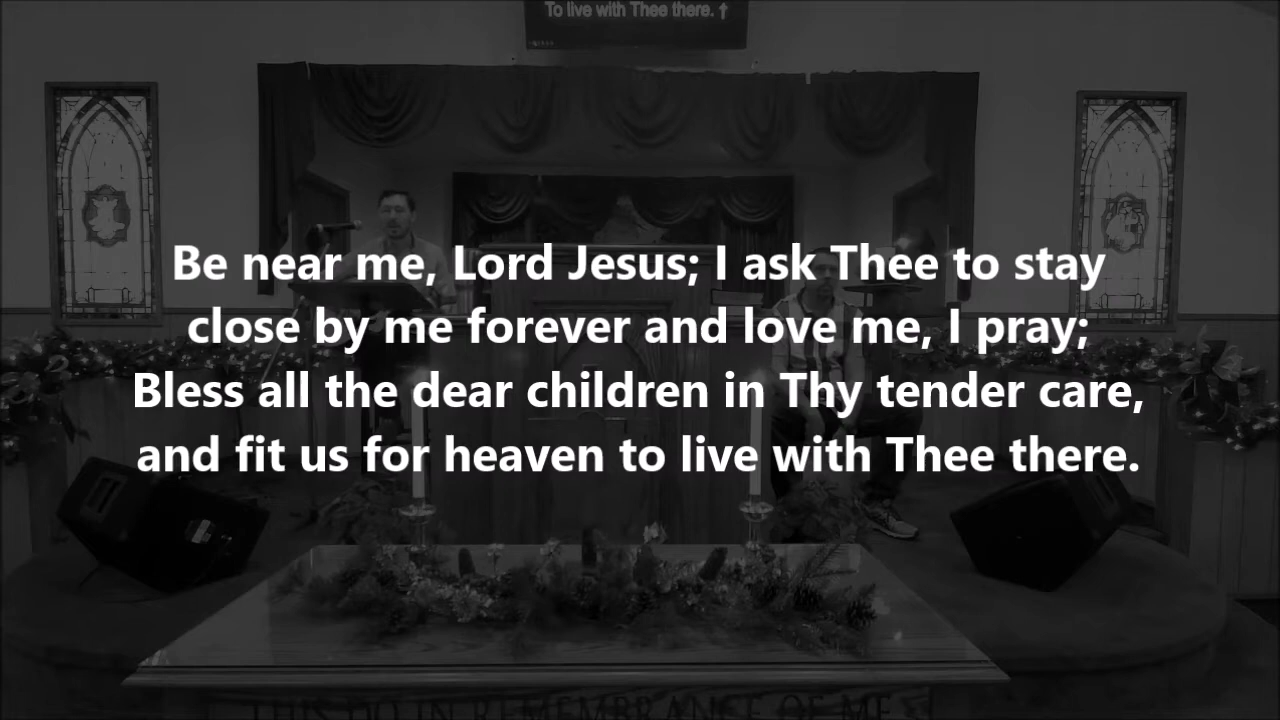 To live with Thee there. †
Be near me, Lord Jesus; I ask Thee to stay
close by me forever and love me, I pray;
Bless all the dear children in Thy tender care,
and fit us for heaven to live with Thee there.
THIS DO IN REMEMBRANCE OF ME